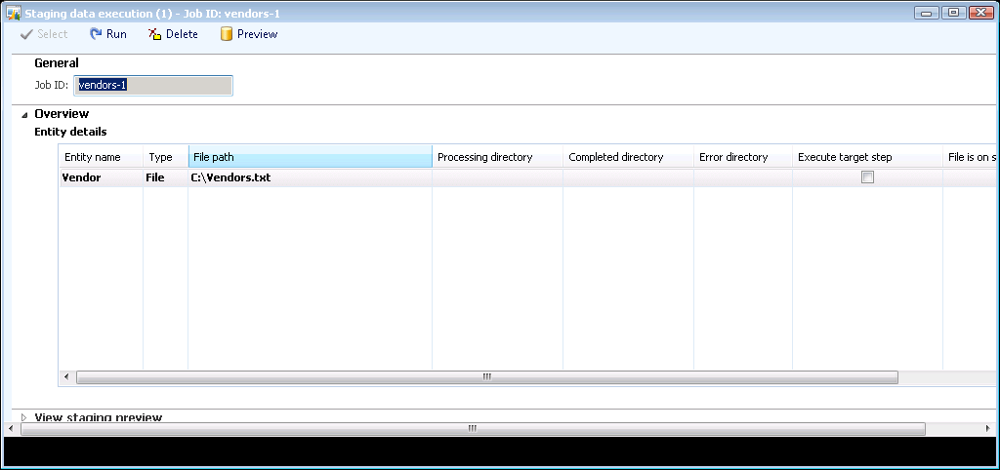 Staging data execution (1) - Job ID: vendors-1
Select Run Delete Preview
General
Job ID: vendors-1
Overview
Entity details
Entity name Type File path Processing directory Completed directory Error directory Execute target step File is on s
Vendor File C:\Vendors.txt
View staging preview